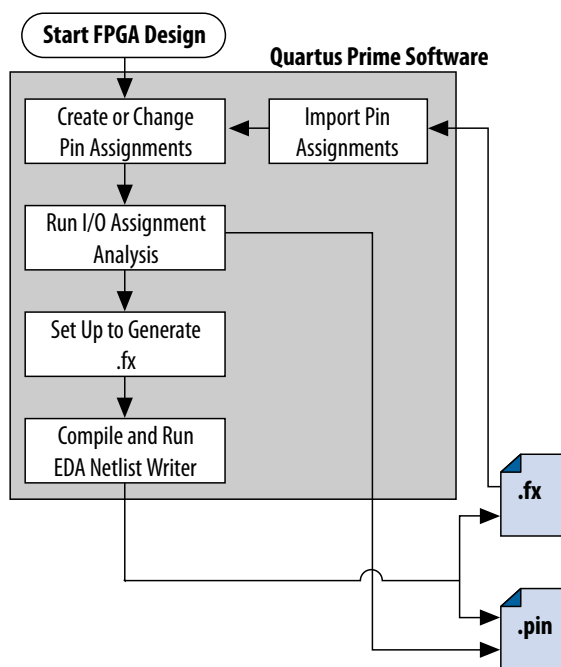 Start FPGA Design
Quartus Prime Software
Create or Change
Pin Assignments
Import Pin
Assignments
Run I/O Assignment
Analysis
Set Up to Generate
.fx
Compile and Run
EDA Netlist Writer
.fx
.pin